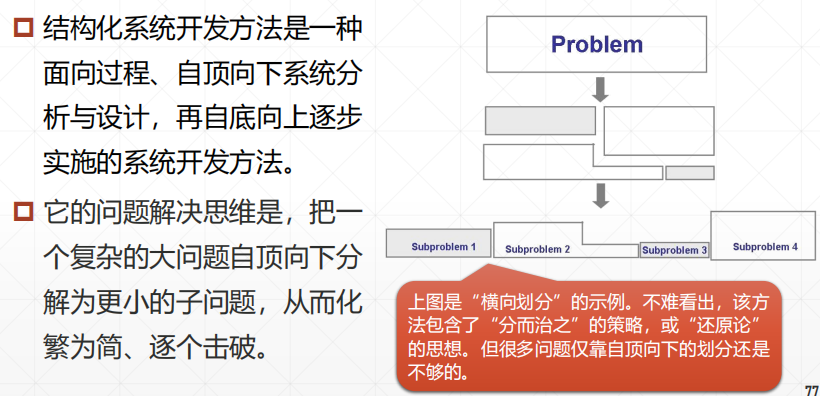 结构化系统开发方法是一种
面向过程、自顶向下系统分
析与设计，再自底向上逐步
实施的系统开发方法。
它的问题解决思维是，把一
个复杂的大问题自顶向下分
解为更小的子问题，从而化
繁为简、逐个击破。
Problem
Subproblem 1
Subproblem 2
Subproblem 3
Subproblem 4
上图是“横向划分”的示例。不难看出，该方
法包含了“分而治之”的策略，或“还原论”
的思想。但很多问题仅靠自顶向下的划分还是
不够的。
77